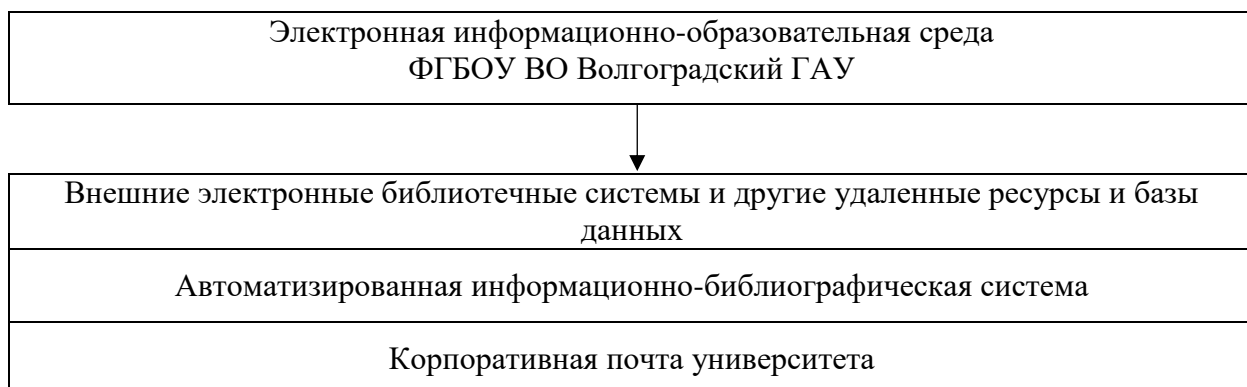 Электронная информационно-образовательная среда
ФГБОУ ВО Волгоградский ГАУ
Внешние электронные библиотечные системы и другие удаленные ресурсы и базы
данных
Автоматизированная информационно-библиографическая система
Корпоративная почта университета